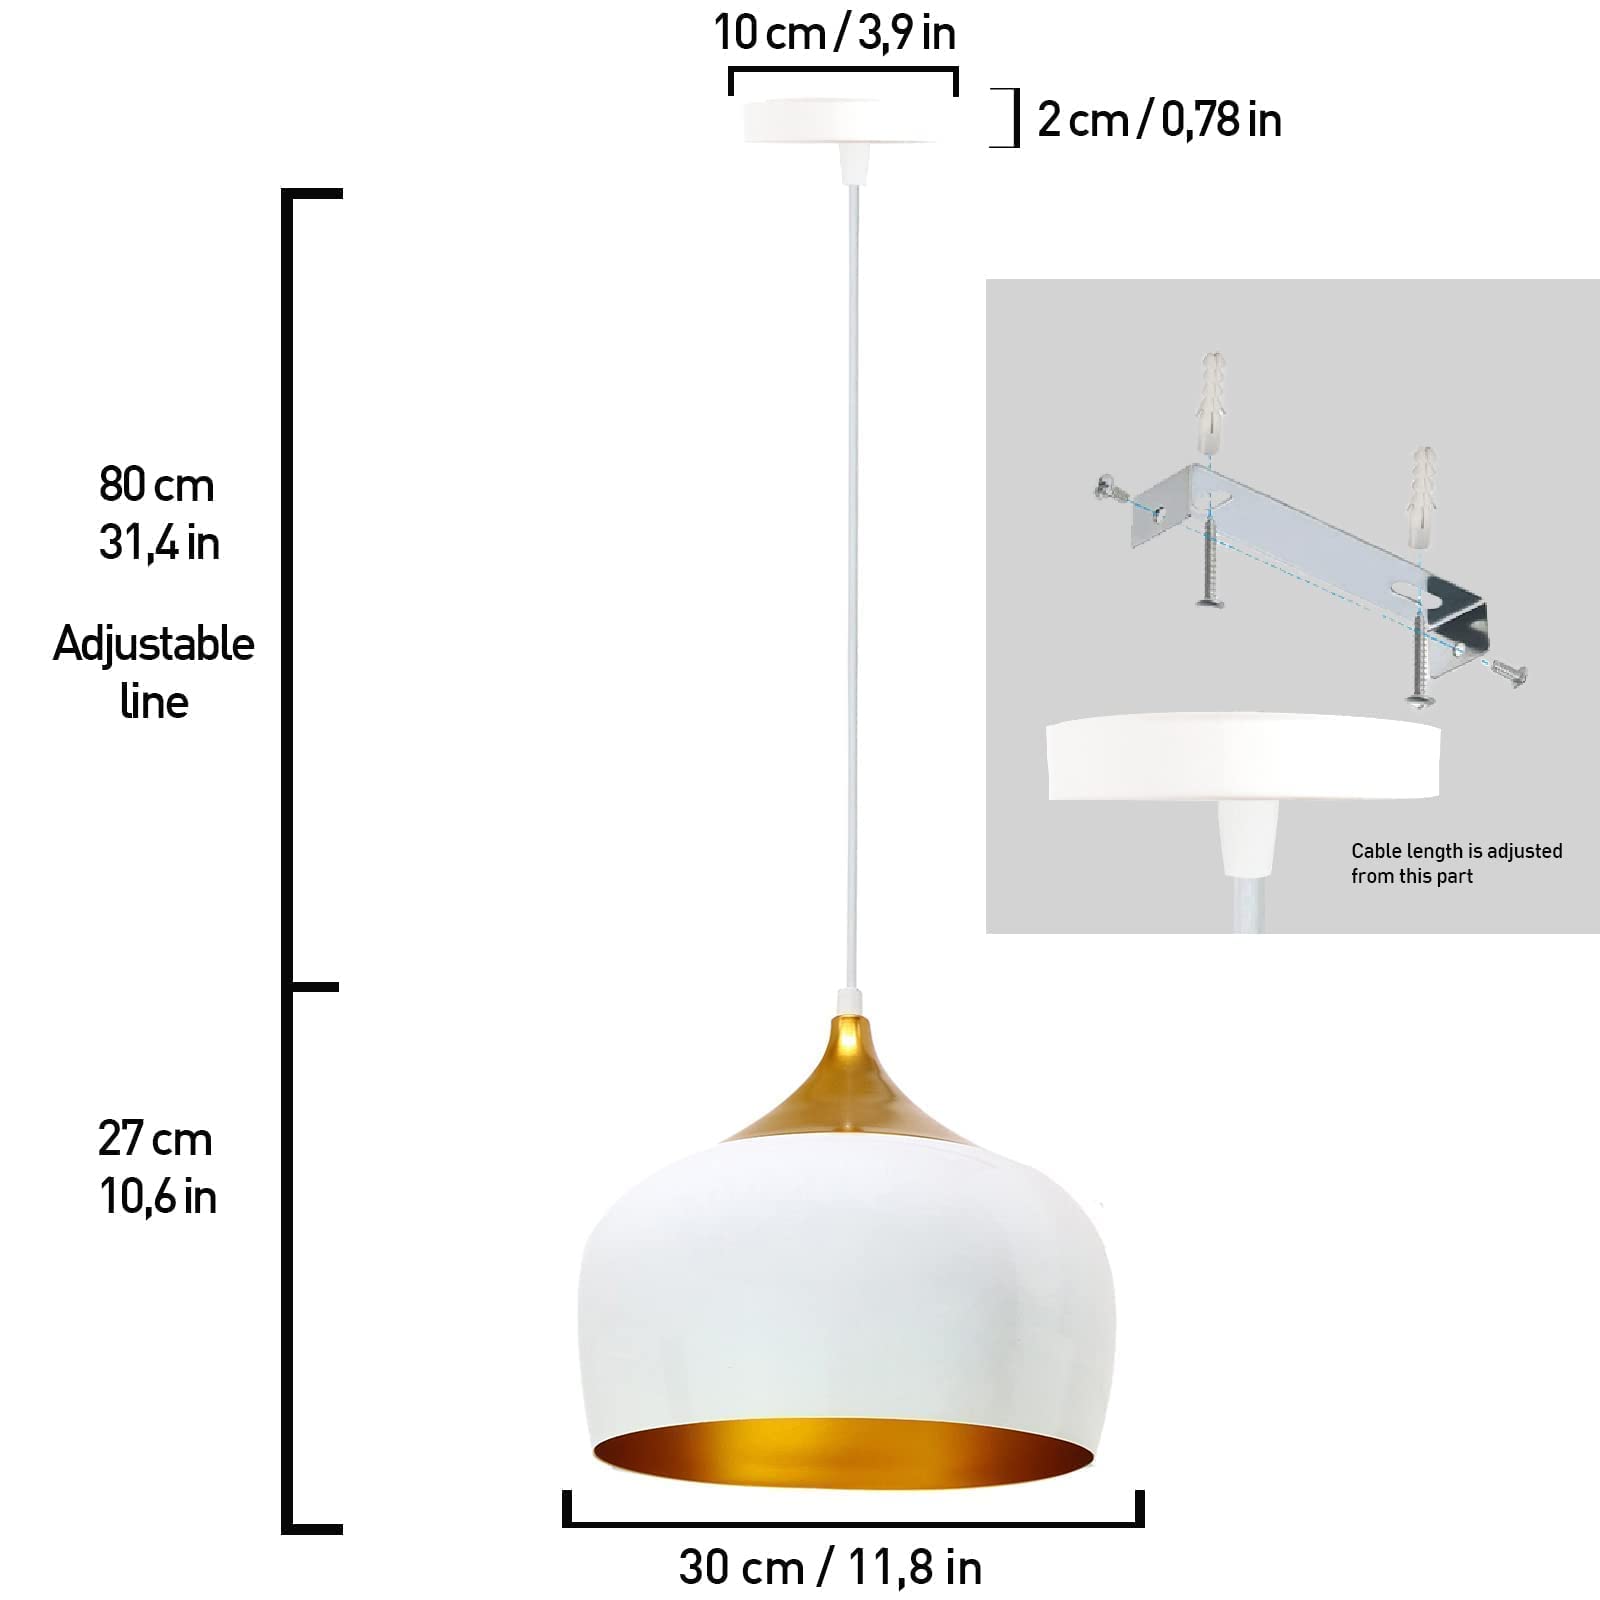 10 cm / 3,9 in
2 cm / 0,78 in
80 cm
31,4 in
Adjustable
line
Cable length is adjusted
from this part
27 cm
10,6 in
30 cm / 11,8 in